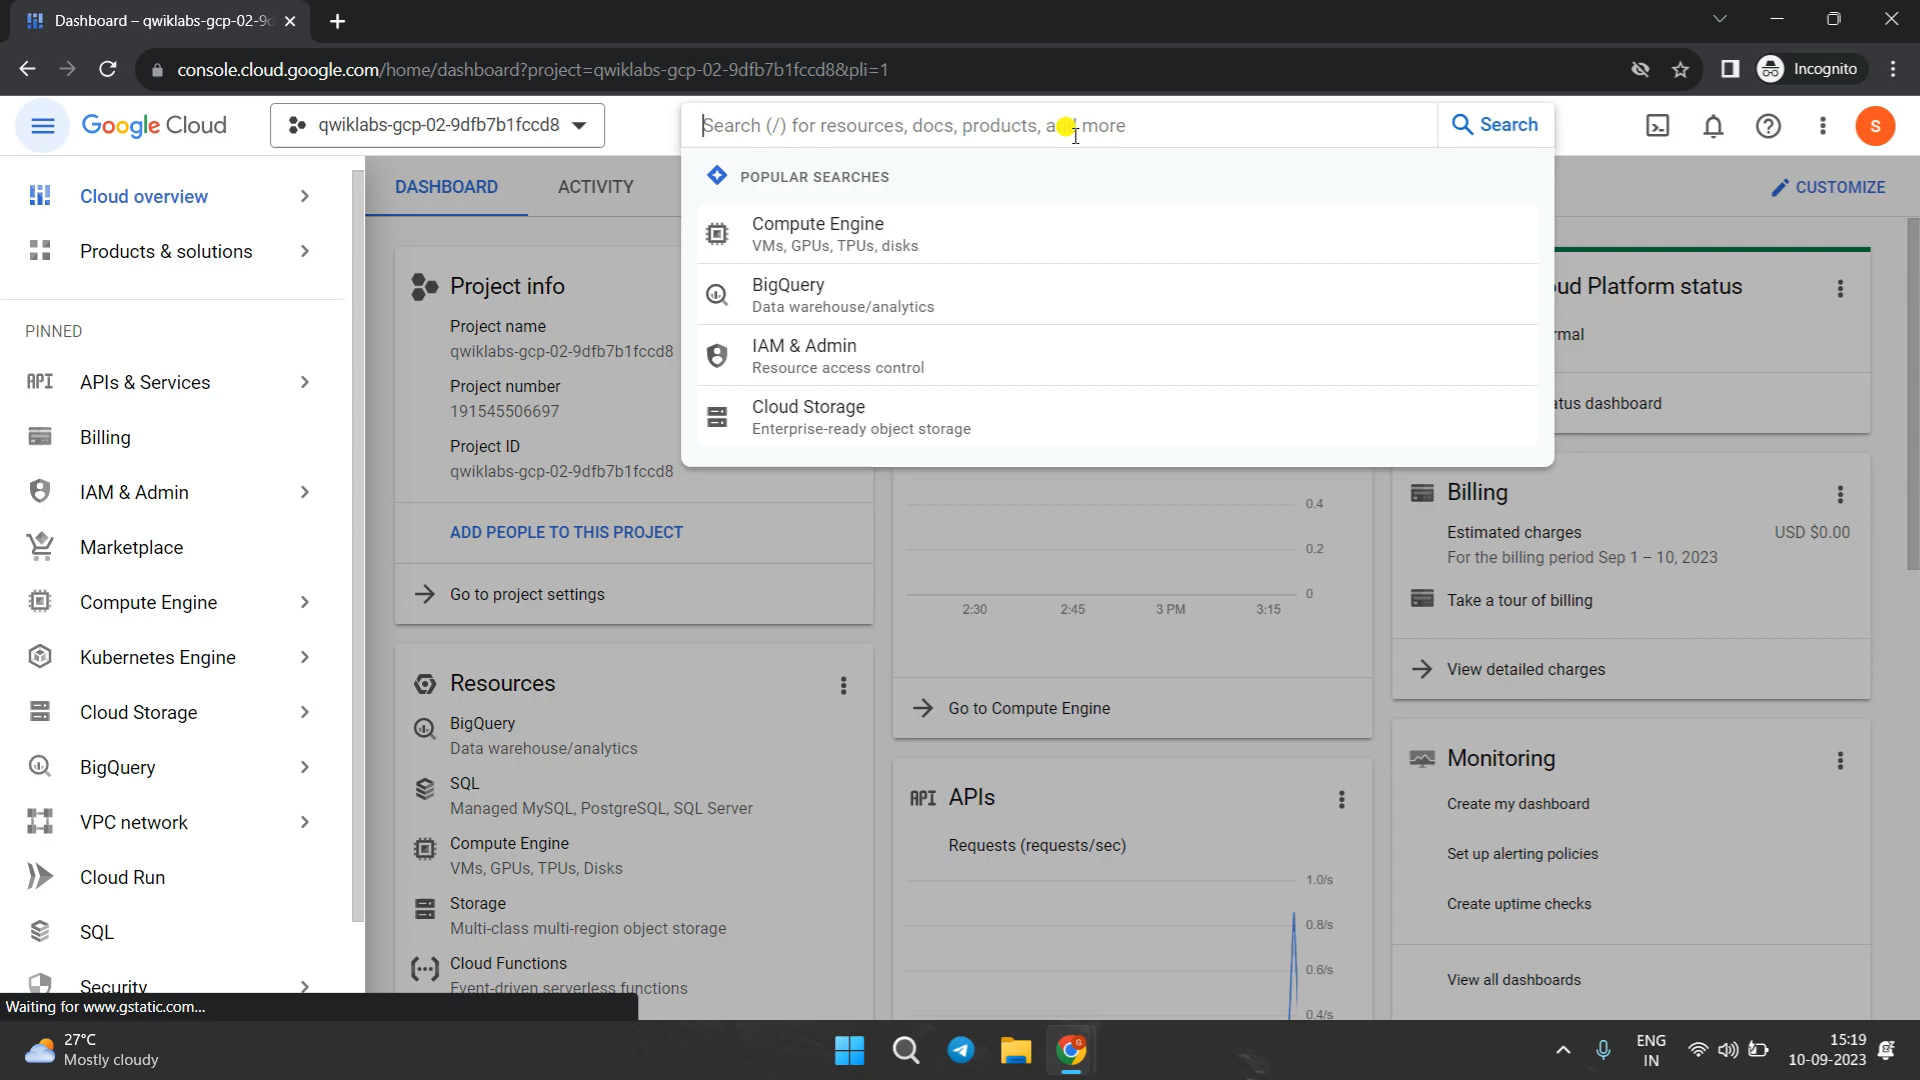 Dashboard – qwiklabs-gcp-02-9d
console.cloud.google.com/home/dashboard?project=qwiklabs-gcp-02-9dfb7b1fccd8&pli=1
Incognito
Google Cloud
qwiklabs-gcp-02-9dfb7b1fccd8
Search (/) for resources, docs, products, and more
Search
S
Cloud overview
Products & solutions
PINNED
API APIs & Services
Billing
IAM & Admin
Marketplace
Compute Engine
Kubernetes Engine
Cloud Storage
BigQuery
VPC network
Cloud Run
SQL
Security
Waiting for www.gstatic.com...
DASHBOARD
ACTIVITY
CUSTOMIZE
POPULAR SEARCHES
Compute Engine
VMs, GPUs, TPUs, disks
BigQuery
Data warehouse/analytics
IAM & Admin
Resource access control
Cloud Storage
Enterprise-ready object storage
Project info
Project name
qwiklabs-gcp-02-9dfb7b1fccd8
Project number
191545506697
Project ID
qwiklabs-gcp-02-9dfb7b1fccd8
ADD PEOPLE TO THIS PROJECT
Go to project settings
Resources
BigQuery
Data warehouse/analytics
SQL
Managed MySQL, PostgreSQL, SQL Server
Compute Engine
VMs, GPUs, TPUs, Disks
Storage
Multi-class multi-region object storage
Cloud Functions
Event-driven serverless functions
0.4
0.2
0
2:30 2:45 3 PM 3:15
Go to Compute Engine
API APIs
Requests (requests/sec)
1.0/s
0.8/s
0.6/s
0.4/s
ud Platform status
rmal
atus dashboard
Billing
Estimated charges USD $0.00
For the billing period Sep 1 – 10, 2023
Take a tour of billing
View detailed charges
Monitoring
Create my dashboard
Set up alerting policies
Create uptime checks
View all dashboards
27°C
Mostly cloudy
ENG
IN
15:19
10-09-2023